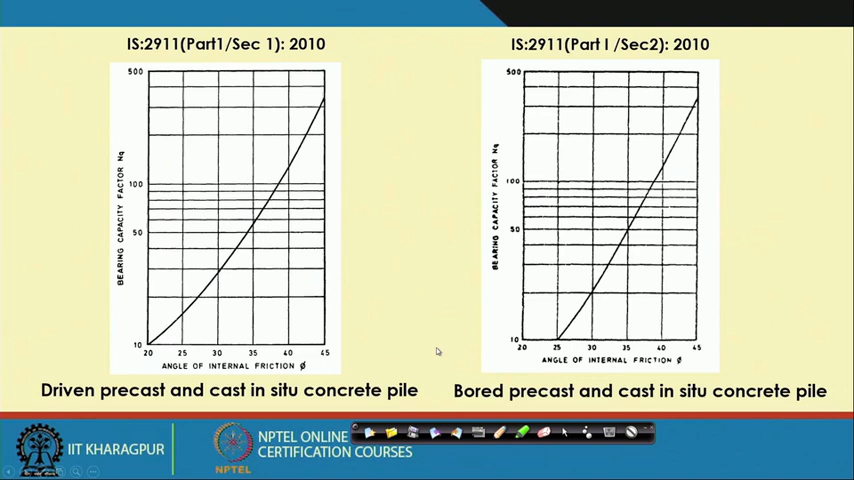 IS:2911(Part1/Sec 1): 2010
500
100
50
10
20 25 30 35 40 45
BEARING CAPACITY FACTOR Nq
ANGLE OF INTERNAL FRICTION Ø
Driven precast and cast in situ concrete pile
IS:2911(Part I /Sec2): 2010
500
100
50
10
20 25 30 35 40 45
BEARING CAPACITY FACTOR Nq
ANGLE OF INTERNAL FRICTION Ø
Bored precast and cast in situ concrete pile
IIT KHARAGPUR
NPTEL
NPTEL ONLINE
CERTIFICATION COURSES